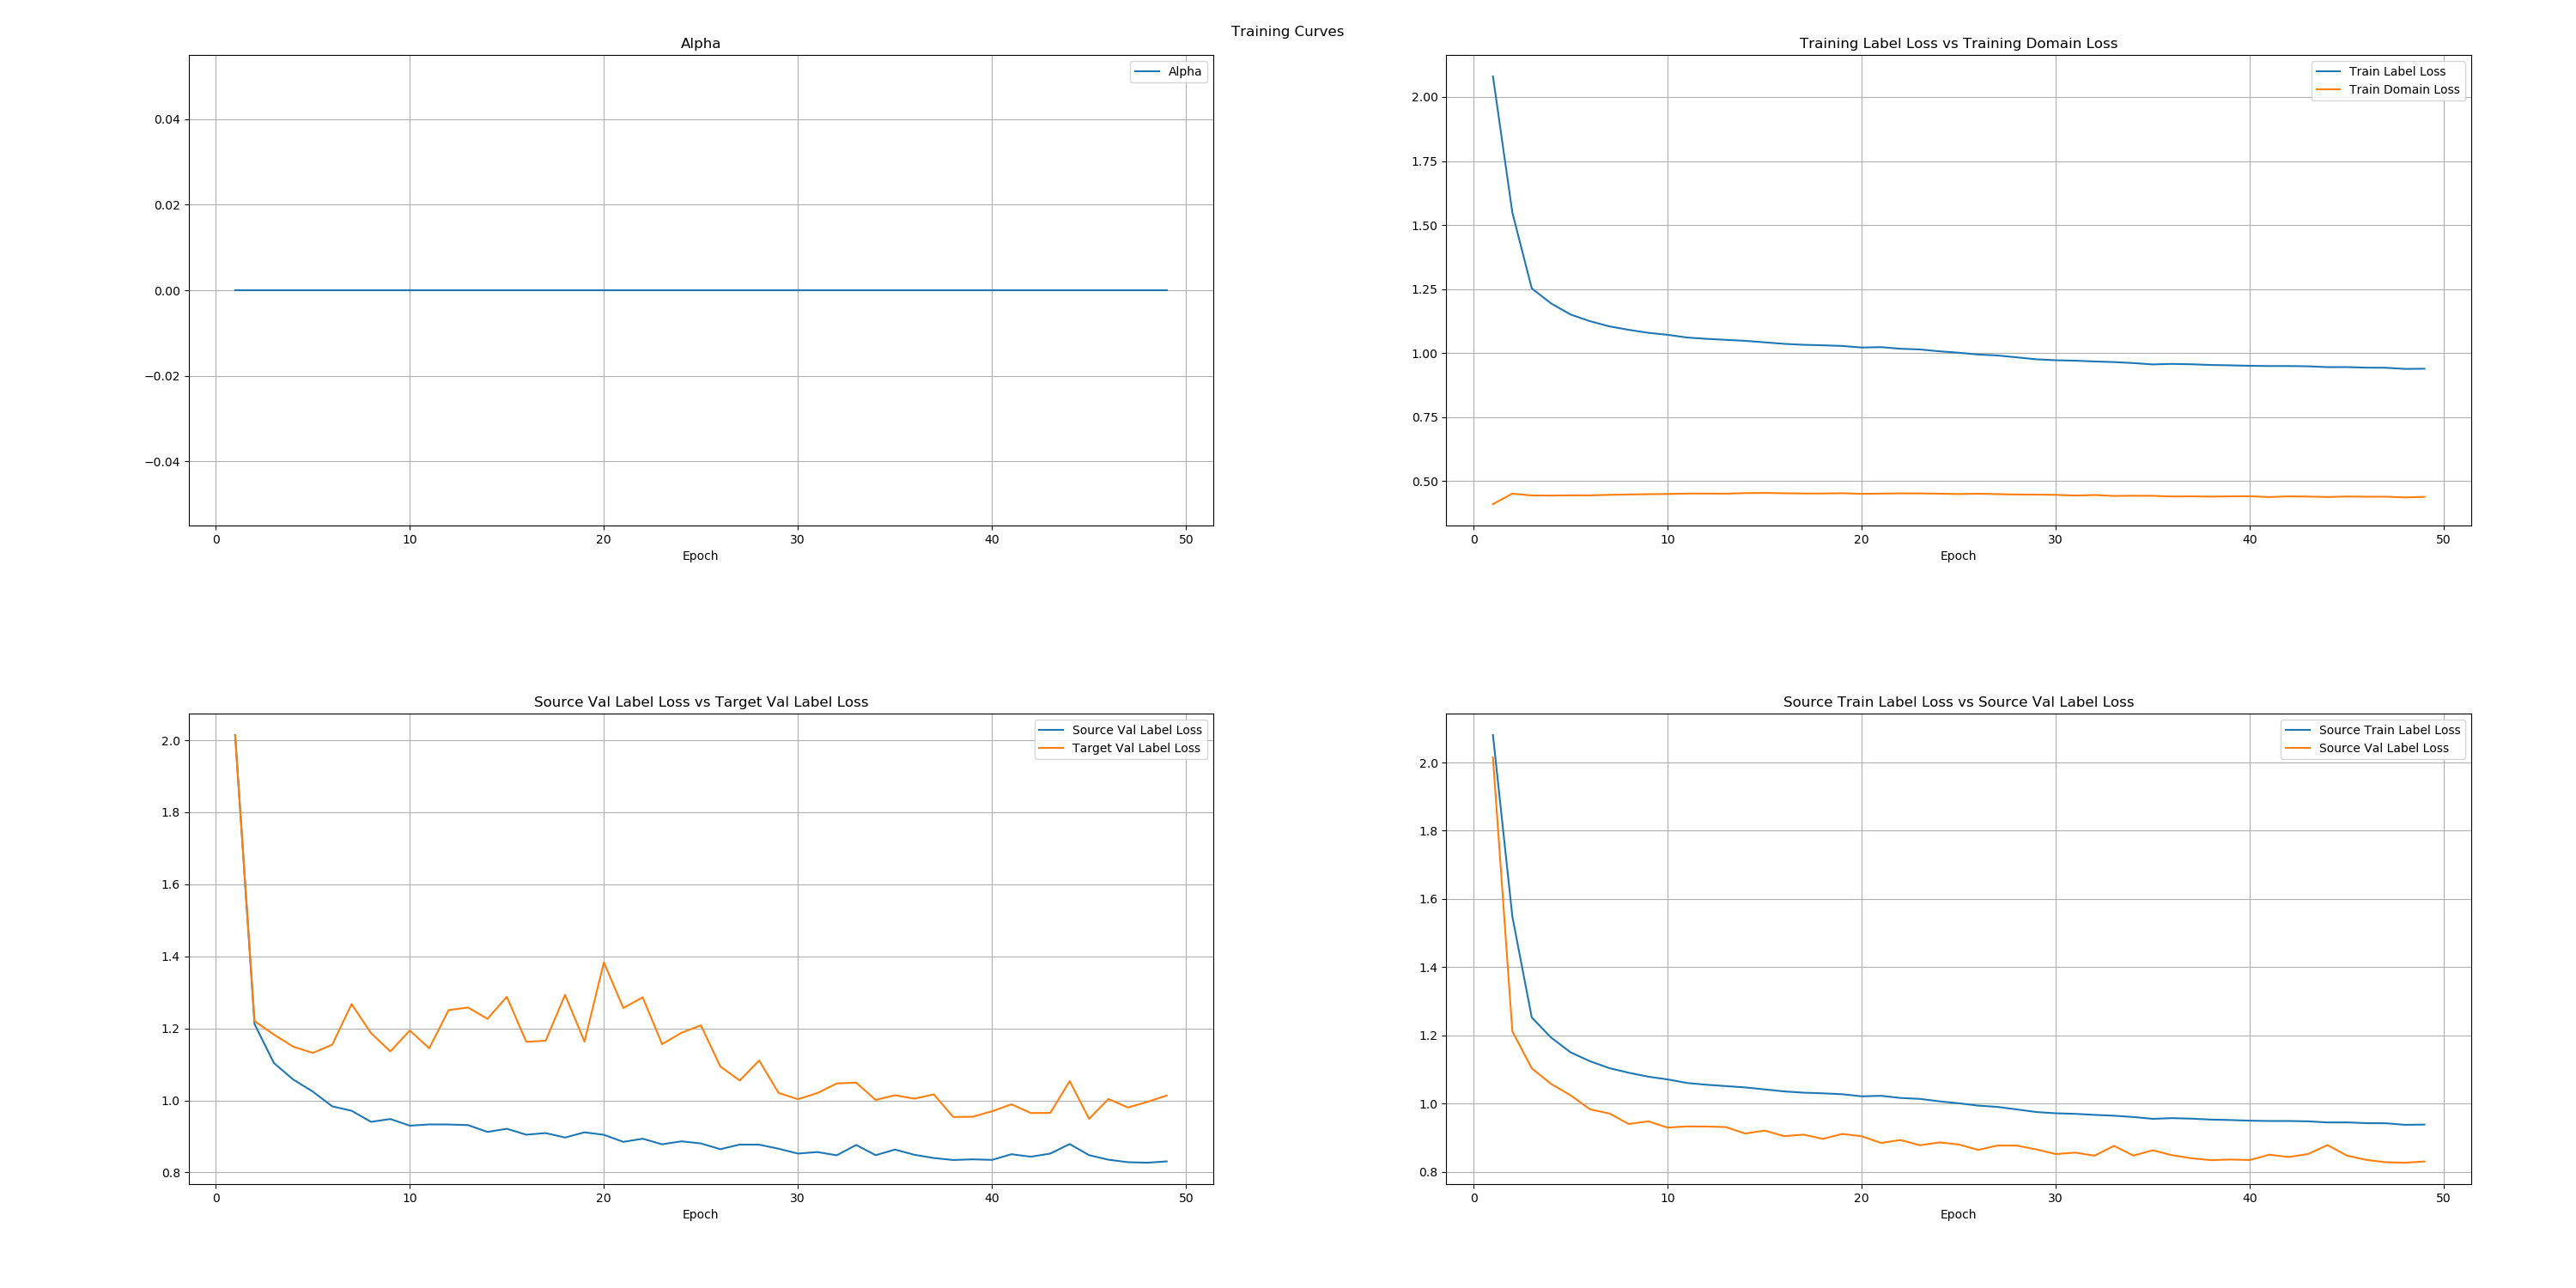 Training Curves
Alpha
Alpha
0.04
0.02
0.00
−0.02
−0.04
0 10 20 30 40 50
Epoch
Training Label Loss vs Training Domain Loss
Train Label Loss
Train Domain Loss
2.00
1.75
1.50
1.25
1.00
0.75
0.50
0 10 20 30 40 50
Epoch
Source Val Label Loss vs Target Val Label Loss
Source Val Label Loss
Target Val Label Loss
2.0
1.8
1.6
1.4
1.2
1.0
0.8
0 10 20 30 40 50
Epoch
Source Train Label Loss vs Source Val Label Loss
Source Train Label Loss
Source Val Label Loss
2.0
1.8
1.6
1.4
1.2
1.0
0.8
0 10 20 30 40 50
Epoch